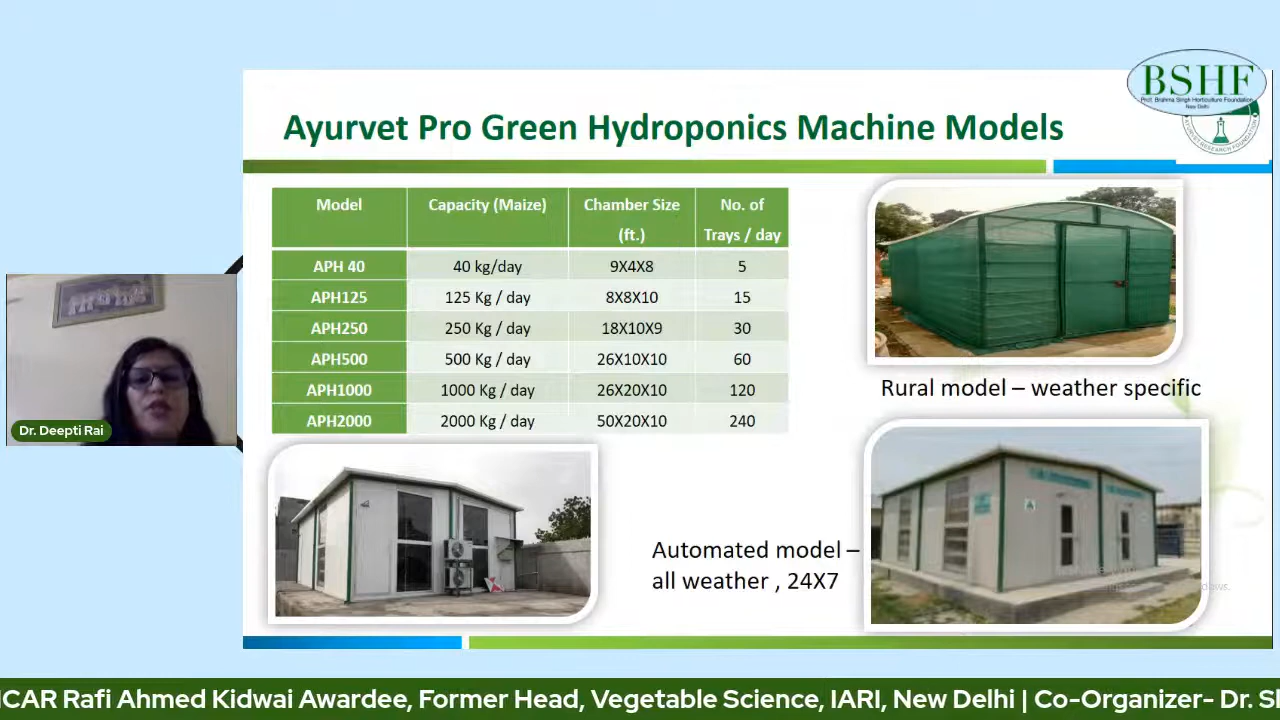 BSHF
Prof. Brahma Singh Horticulture Foundation
New Delhi
AYURVET RESEARCH FOUNDATION
Ayurvet Pro Green Hydroponics Machine Models
Model Capacity (Maize) Chamber Size (ft.) No. of Trays / day
APH 40 40 kg/day 9X4X8 5
APH125 125 Kg / day 8X8X10 15
APH250 250 Kg / day 18X10X9 30
APH500 500 Kg / day 26X10X10 60
APH1000 1000 Kg / day 26X20X10 120
APH2000 2000 Kg / day 50X20X10 240
Rural model – weather specific
Automated model –
all weather , 24X7
Dr. Deepti Rai
ICAR Rafi Ahmed Kidwai Awardee, Former Head, Vegetable Science, IARI, New Delhi | Co-Organizer- Dr. S